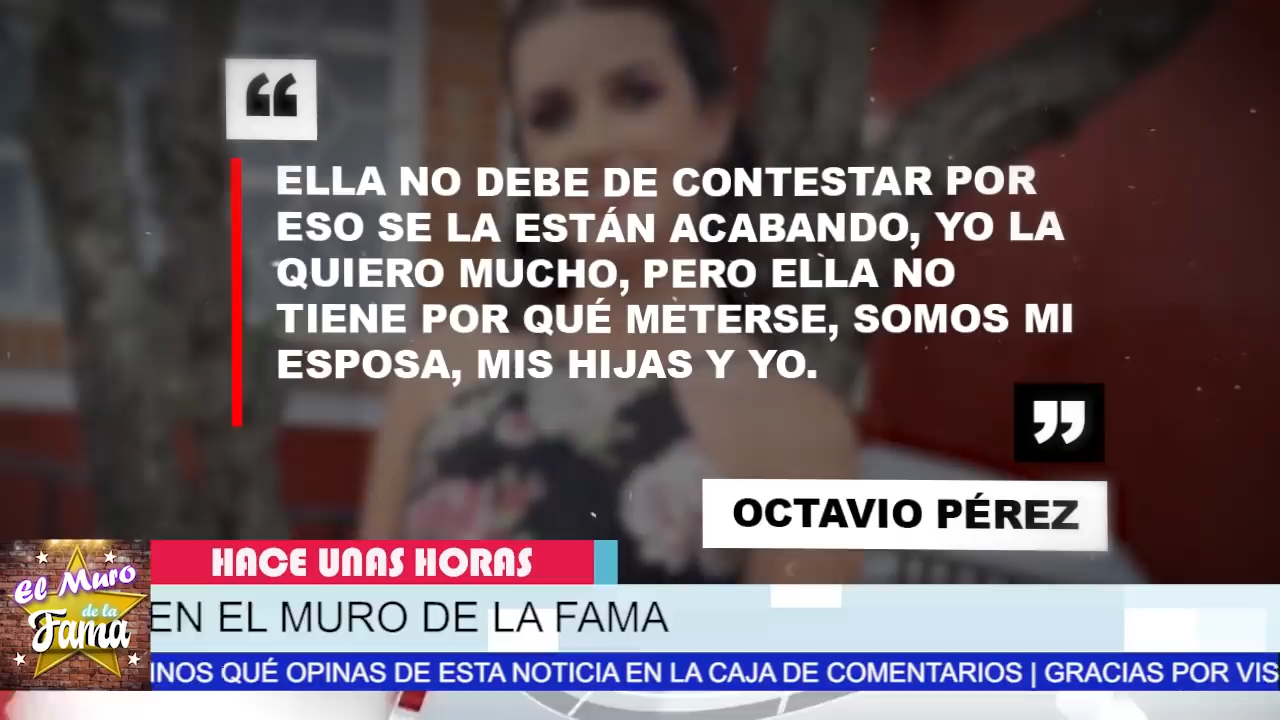 ELLA NO DEBE DE CONTESTAR POR
ESO SE LA ESTÁN ACABANDO, YO LA
QUIERO MUCHO, PERO ELLA NO
TIENE POR QUÉ METERSE, SOMOS MI
ESPOSA, MIS HIJAS Y YO.
OCTAVIO PÉREZ
HACE UNAS HORAS
El Muro
de la
Fama
EN EL MURO DE LA FAMA
INOS QUÉ OPINAS DE ESTA NOTICIA EN LA CAJA DE COMENTARIOS | GRACIAS POR VIS